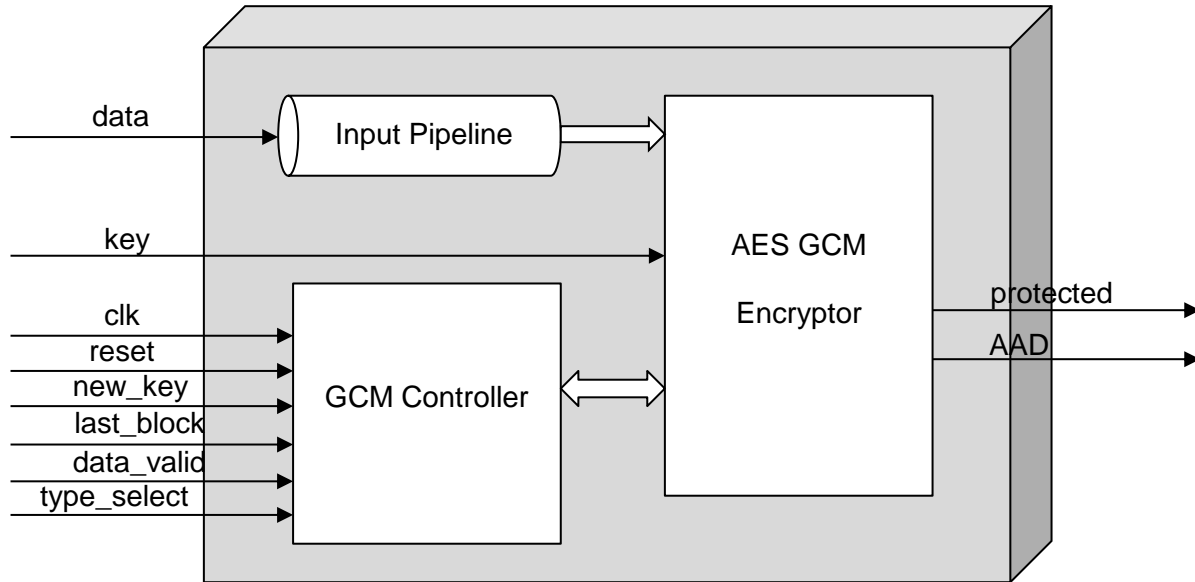 data
Input Pipeline
key
AES GCM
Encryptor
protected
AAD
clk
reset
new_key
last_block
data_valid
type_select
GCM Controller